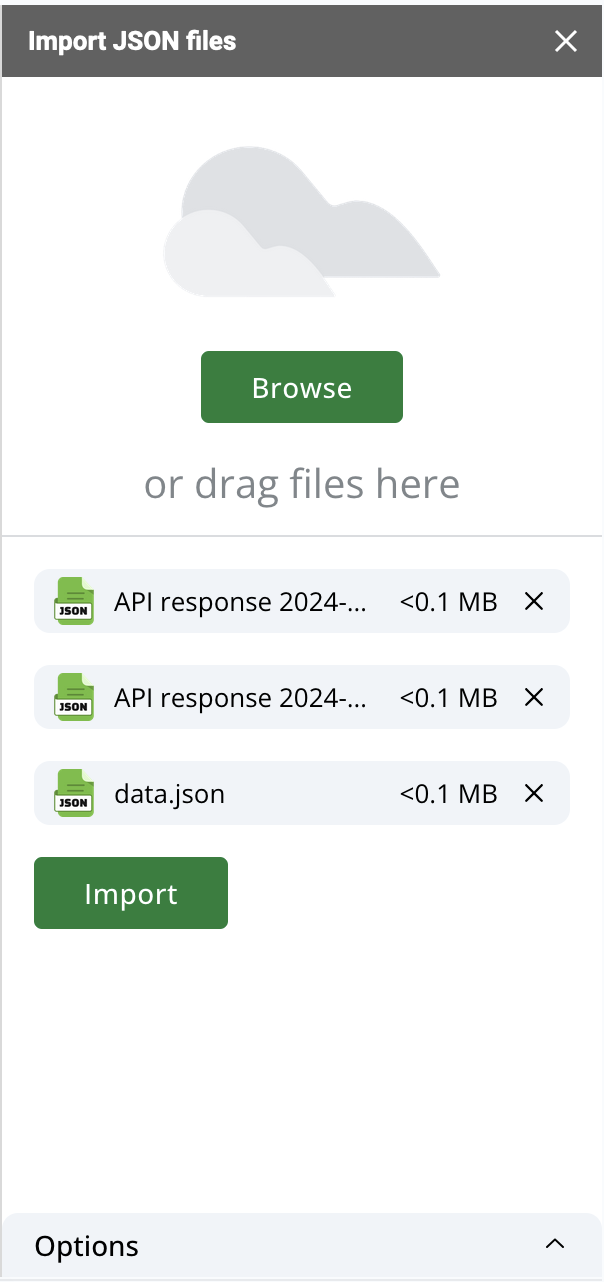 Import JSON files
Browse
or drag files here
JSON API response 2024-... <0.1 MB
JSON API response 2024-... <0.1 MB
JSON data.json <0.1 MB
Import
Options